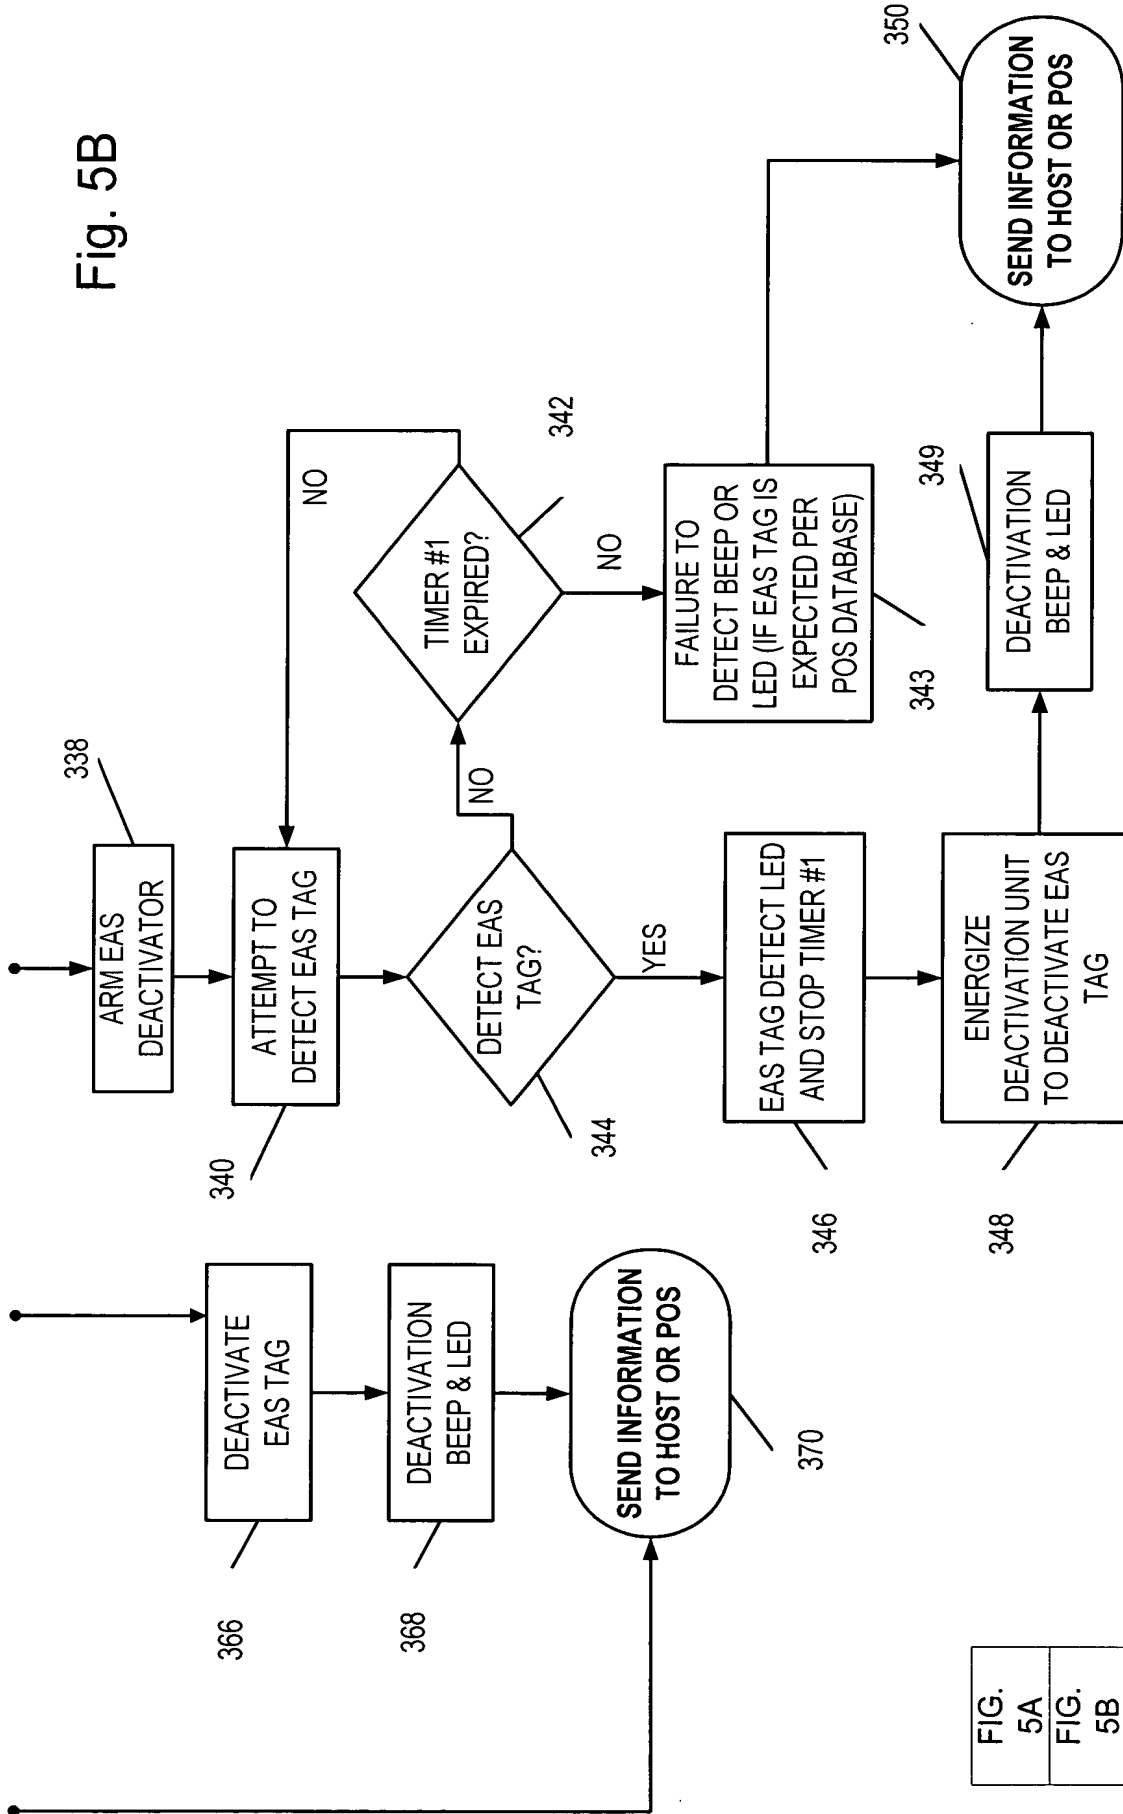 Fig. 5B
338
ARM EAS
DEACTIVATOR
340
ATTEMPT TO
DETECT EAS TAG
NO
344
DETECT EAS
TAG?
NO
TIMER #1
EXPIRED?
342
NO
FAILURE TO
DETECT BEEP OR
LED (IF EAS TAG IS
EXPECTED PER
POS DATABASE)
343
YES
EAS TAG DETECT LED
AND STOP TIMER #1
346
ENERGIZE
DEACTIVATION UNIT
TO DEACTIVATE EAS
TAG
348
349
DEACTIVATION
BEEP & LED
350
SEND INFORMATION
TO HOST OR POS
DEACTIVATE
EAS TAG
366
DEACTIVATION
BEEP & LED
368
SEND INFORMATION
TO HOST OR POS
370
FIG.
5A
FIG.
5B